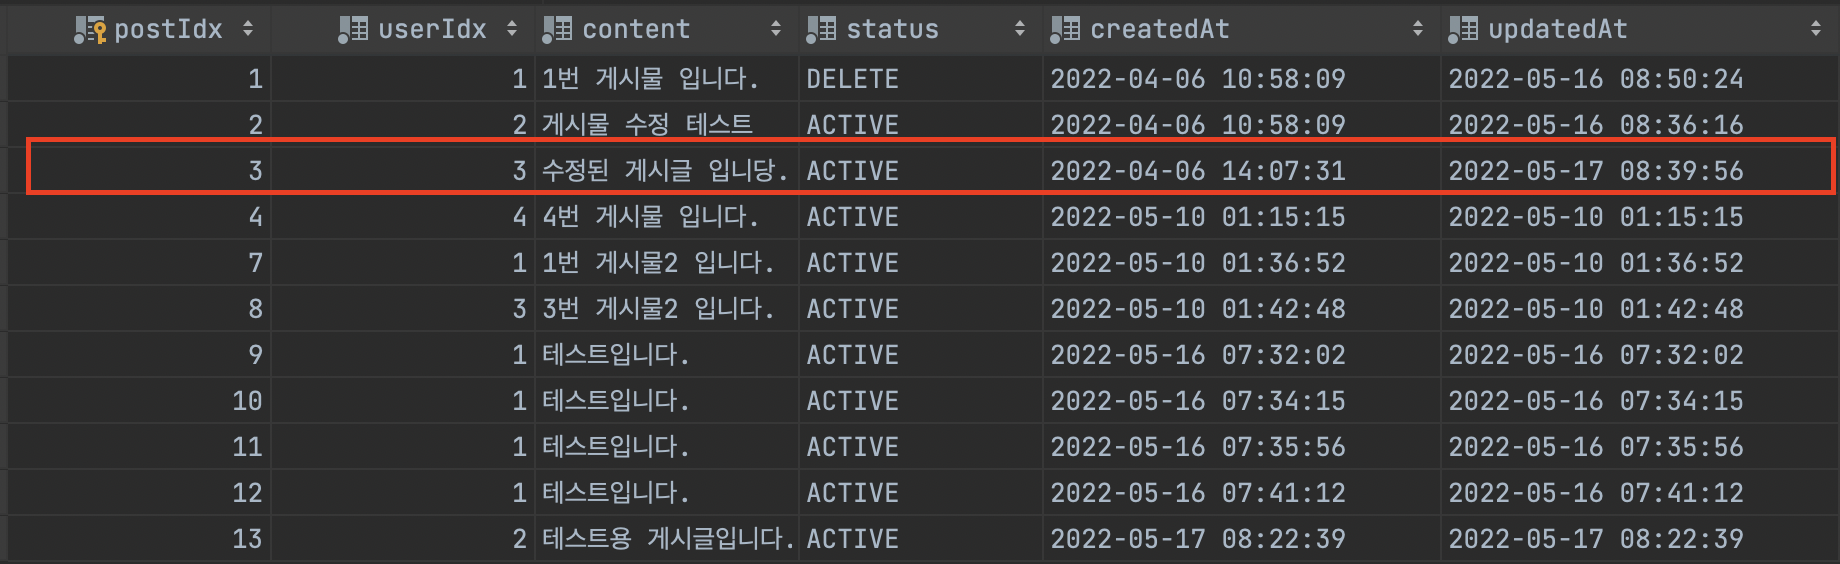 postIdx userIdx content status createdAt updatedAt
1 1 1번 게시물 입니다. DELETE 2022-04-06 10:58:09 2022-05-16 08:50:24
2 2 게시물 수정 테스트 ACTIVE 2022-04-06 10:58:09 2022-05-16 08:36:16
3 3 수정된 게시글 입니당. ACTIVE 2022-04-06 14:07:31 2022-05-17 08:39:56
4 4 4번 게시물 입니다. ACTIVE 2022-05-10 01:15:15 2022-05-10 01:15:15
7 1 1번 게시물2 입니다. ACTIVE 2022-05-10 01:36:52 2022-05-10 01:36:52
8 3 3번 게시물2 입니다. ACTIVE 2022-05-10 01:42:48 2022-05-10 01:42:48
9 1 테스트입니다. ACTIVE 2022-05-16 07:32:02 2022-05-16 07:32:02
10 1 테스트입니다. ACTIVE 2022-05-16 07:34:15 2022-05-16 07:34:15
11 1 테스트입니다. ACTIVE 2022-05-16 07:35:56 2022-05-16 07:35:56
12 1 테스트입니다. ACTIVE 2022-05-16 07:41:12 2022-05-16 07:41:12
13 2 테스트용 게시글입니다. ACTIVE 2022-05-17 08:22:39 2022-05-17 08:22:39